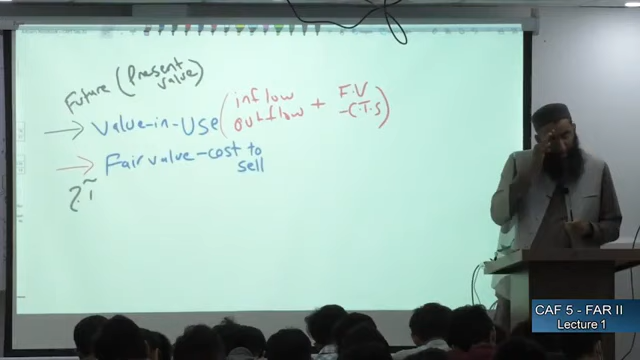 Future (Present
value)
→ Value-in-Use (inflow
outflow + F.V
-C.T.S)
→ Fair value-cost to
sell
CAF 5 - FAR II
Lecture 1